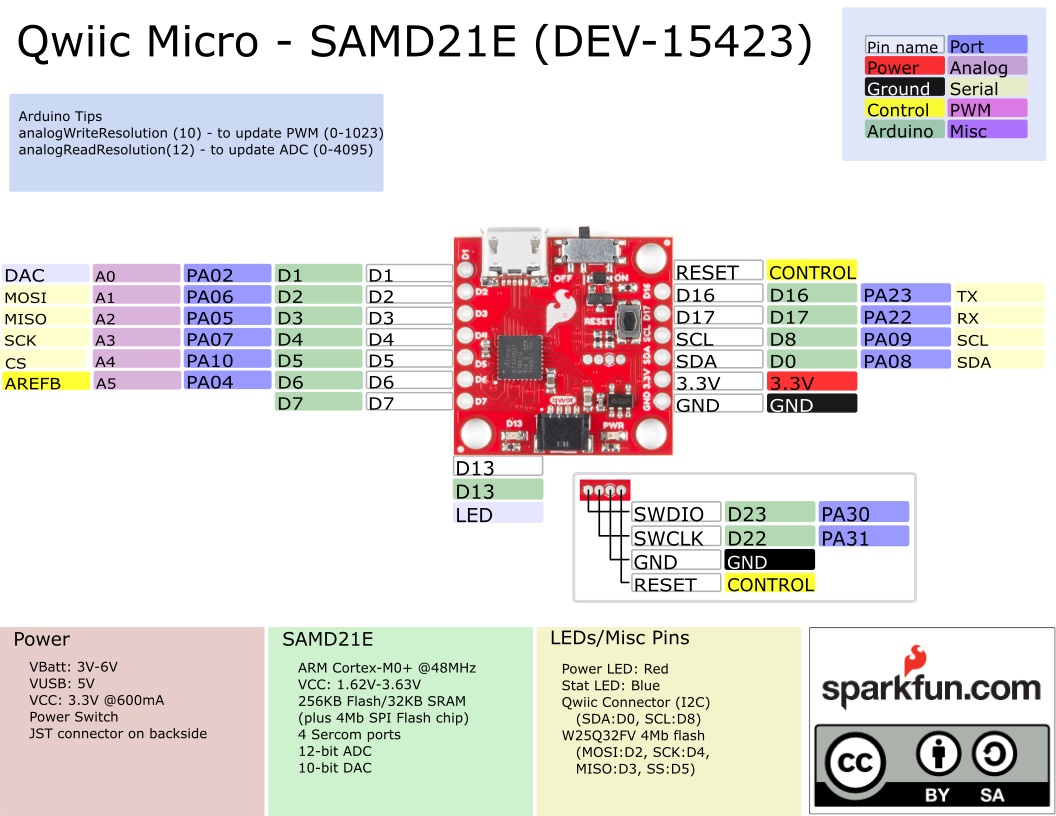 Qwiic Micro - SAMD21E (DEV-15423)
Pin name Port
Power Analog
Ground Serial
Control PWM
Arduino Misc
Arduino Tips
analogWriteResolution (10) - to update PWM (0-1023)
analogReadResolution(12) - to update ADC (0-4095)
DAC A0 PA02 D1 D1
MOSI A1 PA06 D2 D2
MISO A2 PA05 D3 D3
SCK A3 PA07 D4 D4
CS A4 PA10 D5 D5
AREFB A5 PA04 D6 D6
D7 D7
D1
D2
D3
D4
D5
D6
D7
OFF ON
RESET
D16
D17
SCL
SDA
3.3V
GND
qwiic
D13 PWR
RESET CONTROL
D16 D16 PA23 TX
D17 D17 PA22 RX
SCL D8 PA09 SCL
SDA D0 PA08 SDA
3.3V 3.3V
GND GND
D13
D13
LED
SWDIO D23 PA30
SWCLK D22 PA31
GND GND
RESET CONTROL
Power
VBatt: 3V-6V
VUSB: 5V
VCC: 3.3V @600mA
Power Switch
JST connector on backside
SAMD21E
ARM Cortex-M0+ @48MHz
VCC: 1.62V-3.63V
256KB Flash/32KB SRAM
(plus 4Mb SPI Flash chip)
4 Sercom ports
12-bit ADC
10-bit DAC
LEDs/Misc Pins
Power LED: Red
Stat LED: Blue
Qwiic Connector (I2C)
(SDA:D0, SCL:D8)
W25Q32FV 4Mb flash
(MOSI:D2, SCK:D4,
MISO:D3, SS:D5)
sparkfun.com
cc
BY SA